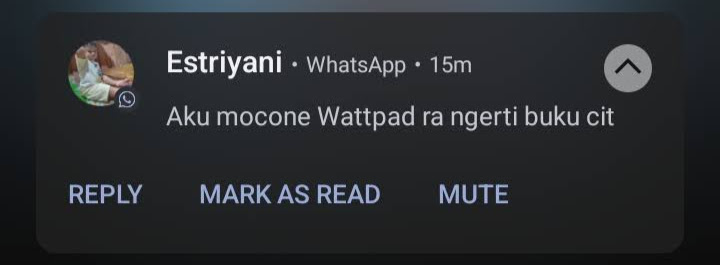 Estriyani • WhatsApp • 15m
Aku mocone Wattpad ra ngerti buku cit
REPLY MARK AS READ MUTE